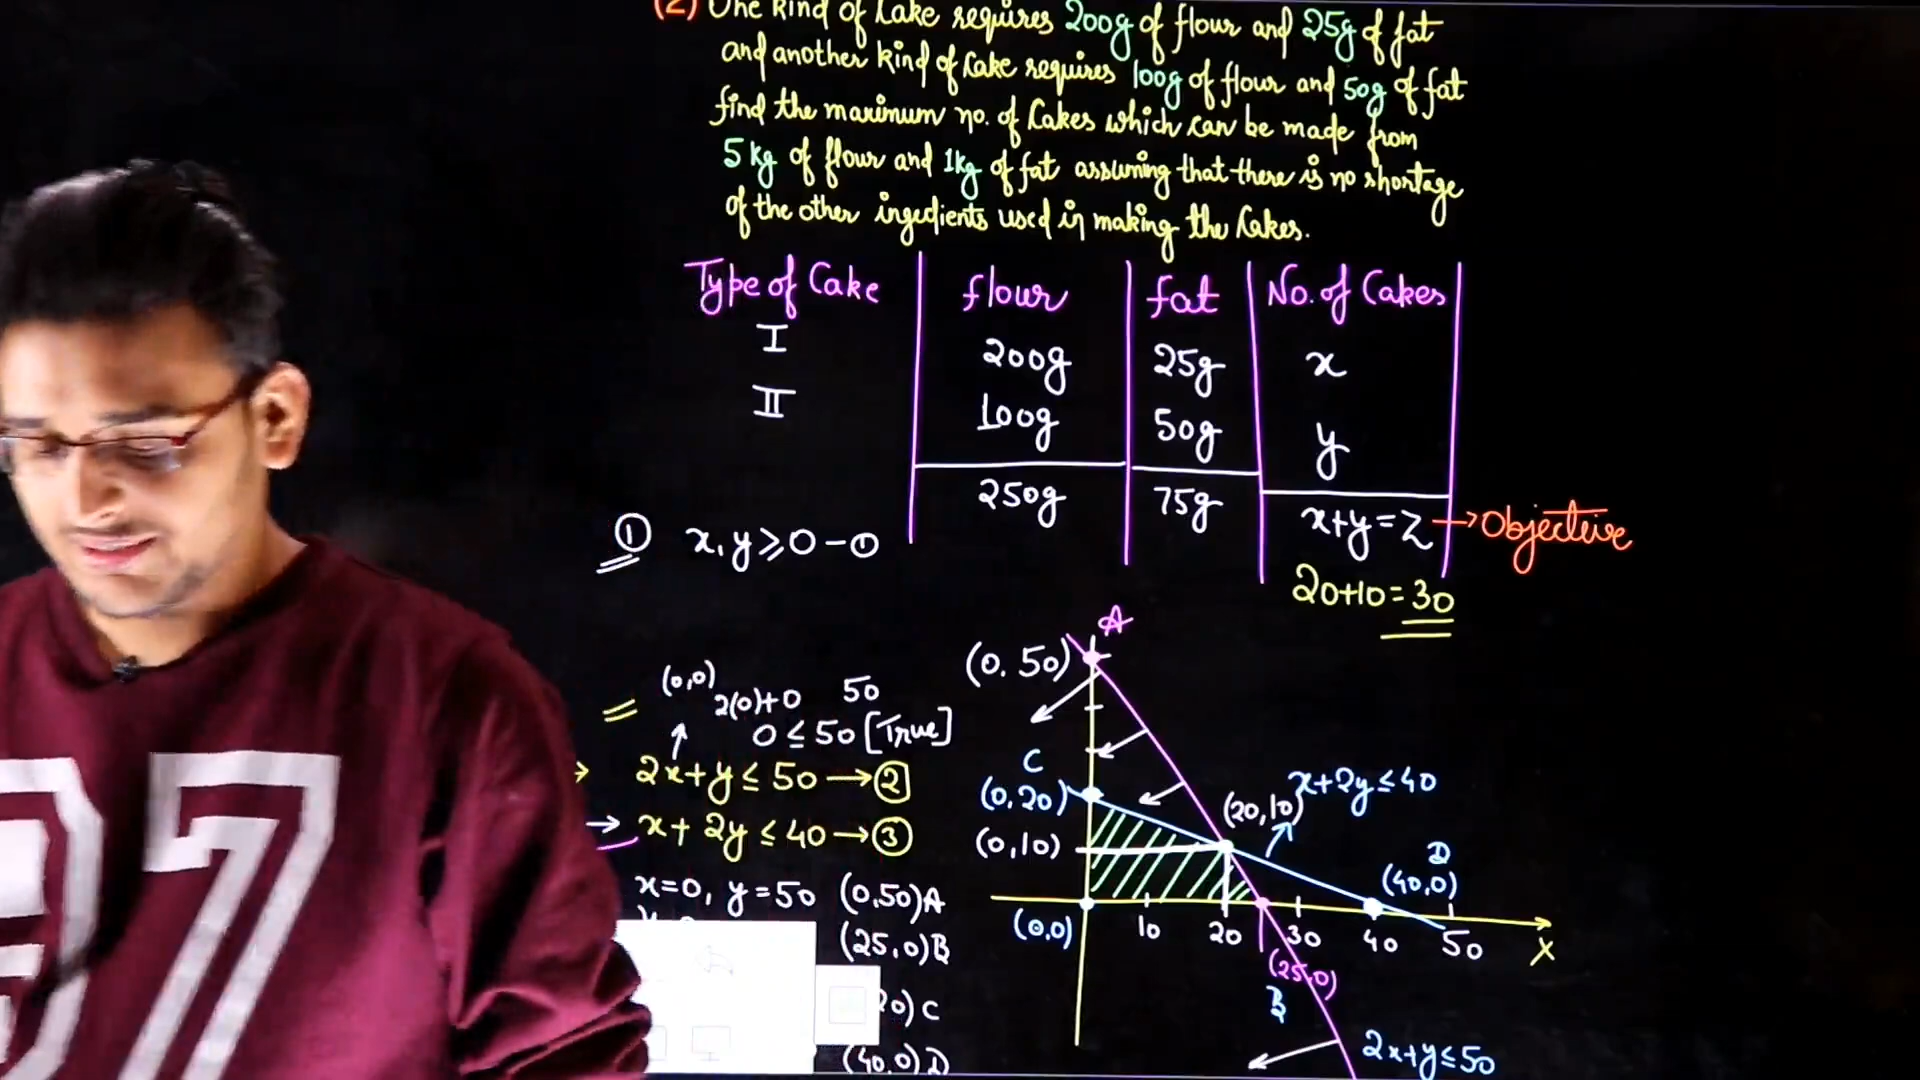 (2) One kind of Cake requires 200g of flour and 25g of fat
and another kind of Cake requires 100g of flour and 50g of fat
find the maximum no. of Cakes which can be made from
5 kg of flour and 1kg of fat assuming that there is no shortage
of the other ingedients used in making the Cakes.
Type of Cake flour fat No. of Cakes
I 200g 25g x
II 100g 50g y
250g 75g x+y=Z → Objective
① x, y ≥ 0 - ①
20+10 = 30
A
(0,0) 2(0)+0 50
(0, 50)
= 0 ≤ 50 [True]
→ 2x+y ≤ 50 → ②
C
(0,20)
x+2y ≤ 40
(20,10)
→ x+ 2y ≤ 40 → ③
(0,10)
D
(40,0)
x=0, y=50 (0,50)A
(0,0) 10 20 30 40 50 X
(25,0)B
(25,0)
B
20) C
(40,0) D
2x+y≤50
97